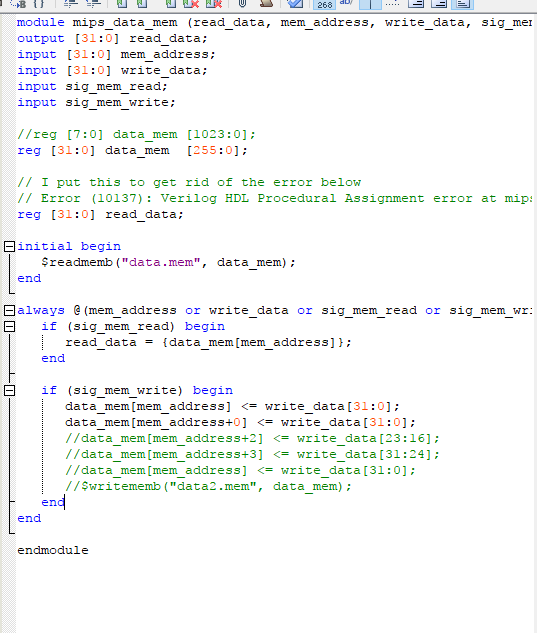 268 ab/
module mips_data_mem (read_data, mem_address, write_data, sig_mem
output [31:0] read_data;
input [31:0] mem_address;
input [31:0] write_data;
input sig_mem_read;
input sig_mem_write;
//reg [7:0] data_mem [1023:0];
reg [31:0] data_mem  [255:0];
// I put this to get rid of the error below
// Error (10137): Verilog HDL Procedural Assignment error at mips
reg [31:0] read_data;
initial begin
   $readmemb("data.mem", data_mem);
end
always @(mem_address or write_data or sig_mem_read or sig_mem_wri
   if (sig_mem_read) begin
      read_data = {data_mem[mem_address]};
   end
   if (sig_mem_write) begin
      data_mem[mem_address] <= write_data[31:0];
      data_mem[mem_address+0] <= write_data[31:0];
      //data_mem[mem_address+2] <= write_data[23:16];
      //data_mem[mem_address+3] <= write_data[31:24];
      //data_mem[mem_address] <= write_data[31:0];
      //$writememb("data2.mem", data_mem);
   end
end
endmodule